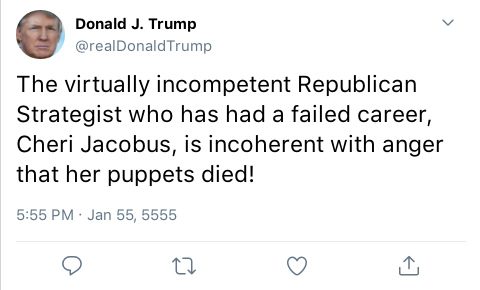 Donald J. Trump
@realDonaldTrump
The virtually incompetent Republican
Strategist who has had a failed career,
Cheri Jacobus, is incoherent with anger
that her puppets died!
5:55 PM · Jan 55, 5555